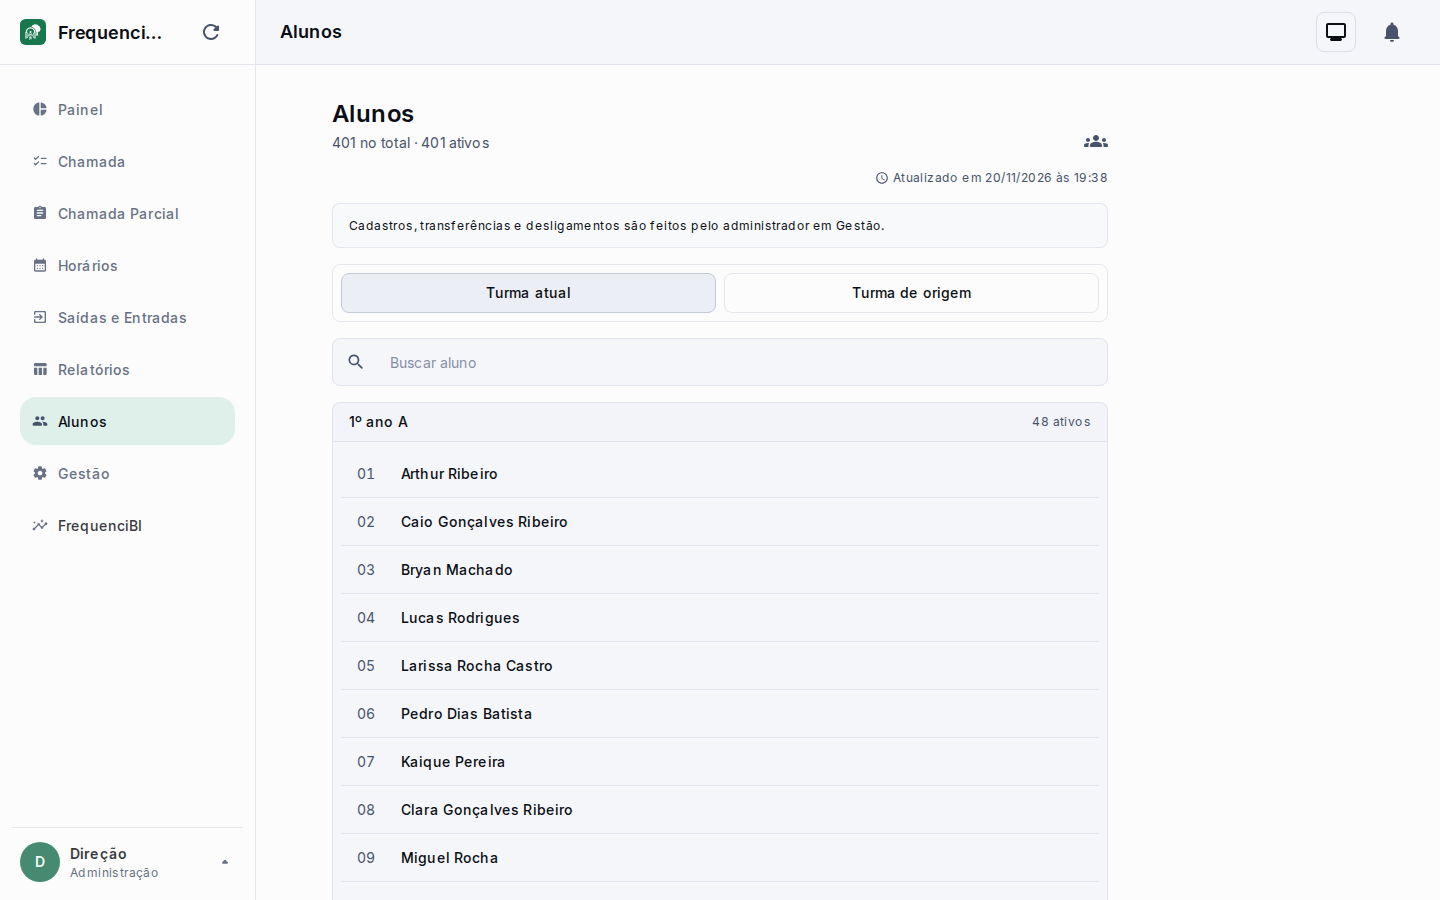 Frequenci...
Alunos
Painel
Chamada
Chamada Parcial
Horários
Saídas e Entradas
Relatórios
Alunos
Gestão
FrequenciBI
D
Direção
Administração
Alunos
401 no total · 401 ativos
Atualizado em 20/11/2026 às 19:38
Cadastros, transferências e desligamentos são feitos pelo administrador em Gestão.
Turma atual
Turma de origem
Buscar aluno
1º ano A
48 ativos
01 Arthur Ribeiro
02 Caio Gonçalves Ribeiro
03 Bryan Machado
04 Lucas Rodrigues
05 Larissa Rocha Castro
06 Pedro Dias Batista
07 Kaique Pereira
08 Clara Gonçalves Ribeiro
09 Miguel Rocha